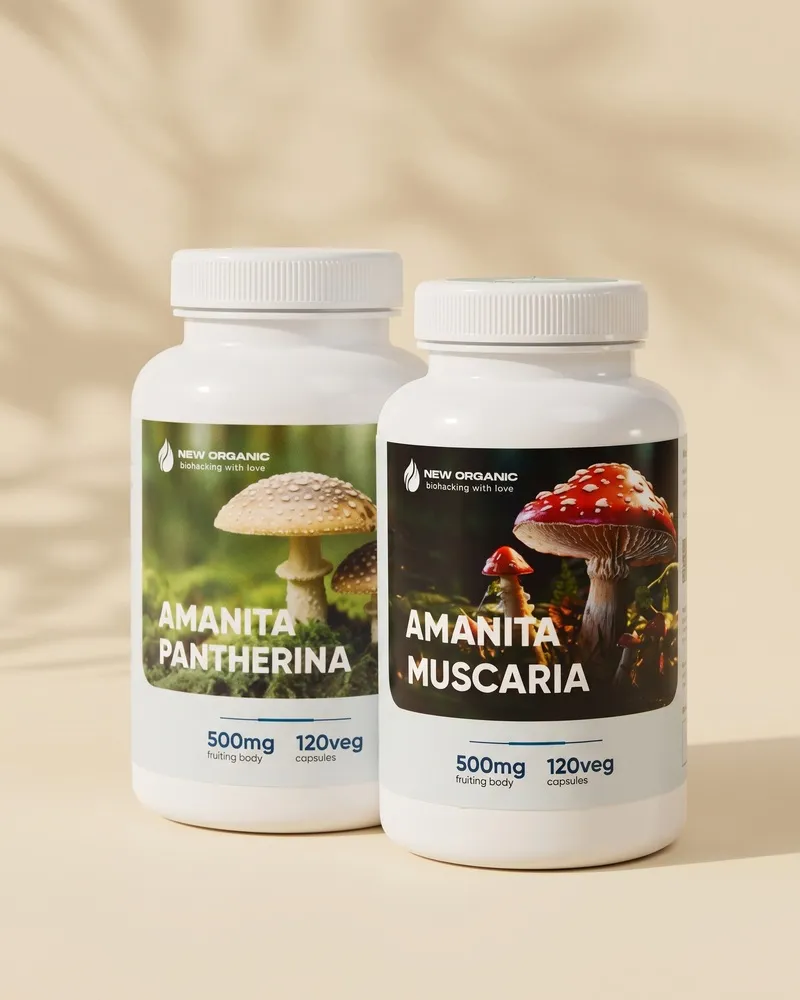 NEW ORGANIC
biohacking with love
AMANITA
PANTHERINA
500mg
fruiting body
120veg
capsules
NEW ORGANIC
biohacking with love
AMANITA
MUSCARIA
500mg
fruiting body
120veg
capsules